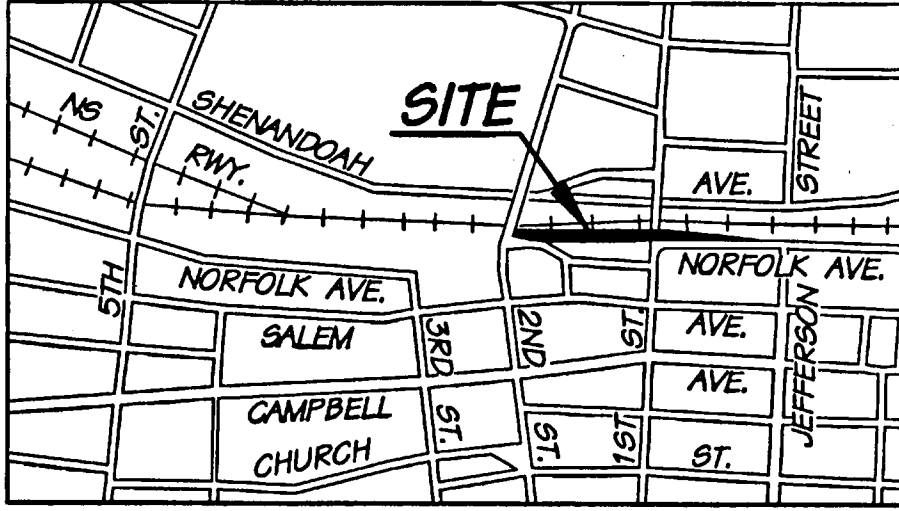 SITE
NS
ST.
SHENANDOAH
AVE.
STREET
RWY.
5TH
NORFOLK AVE.
NORFOLK AVE.
SALEM
3RD
2ND
ST.
AVE.
JEFFERSON
CAMPBELL
AVE.
CHURCH
ST.
ST.
1ST
ST.